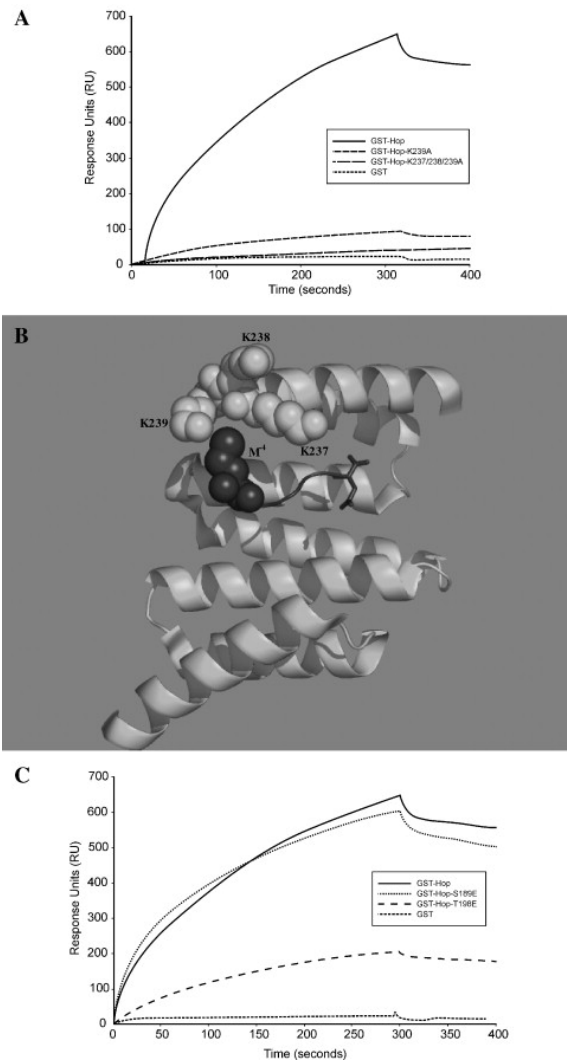 A
700
600
500
400
300
200
100
0
Response Units (RU)
GST-Hop
GST-Hop-K239A
GST-Hop-K237/238/239A
GST
0 100 200 300 400
Time (seconds)
B
K238
K239
M-4
K237
C
700
600
500
400
300
200
100
0
Response Units (RU)
GST-Hop
GST-Hop-S189E
GST-Hop-T198E
GST
0 50 100 150 200 250 300 350 400
Time (seconds)